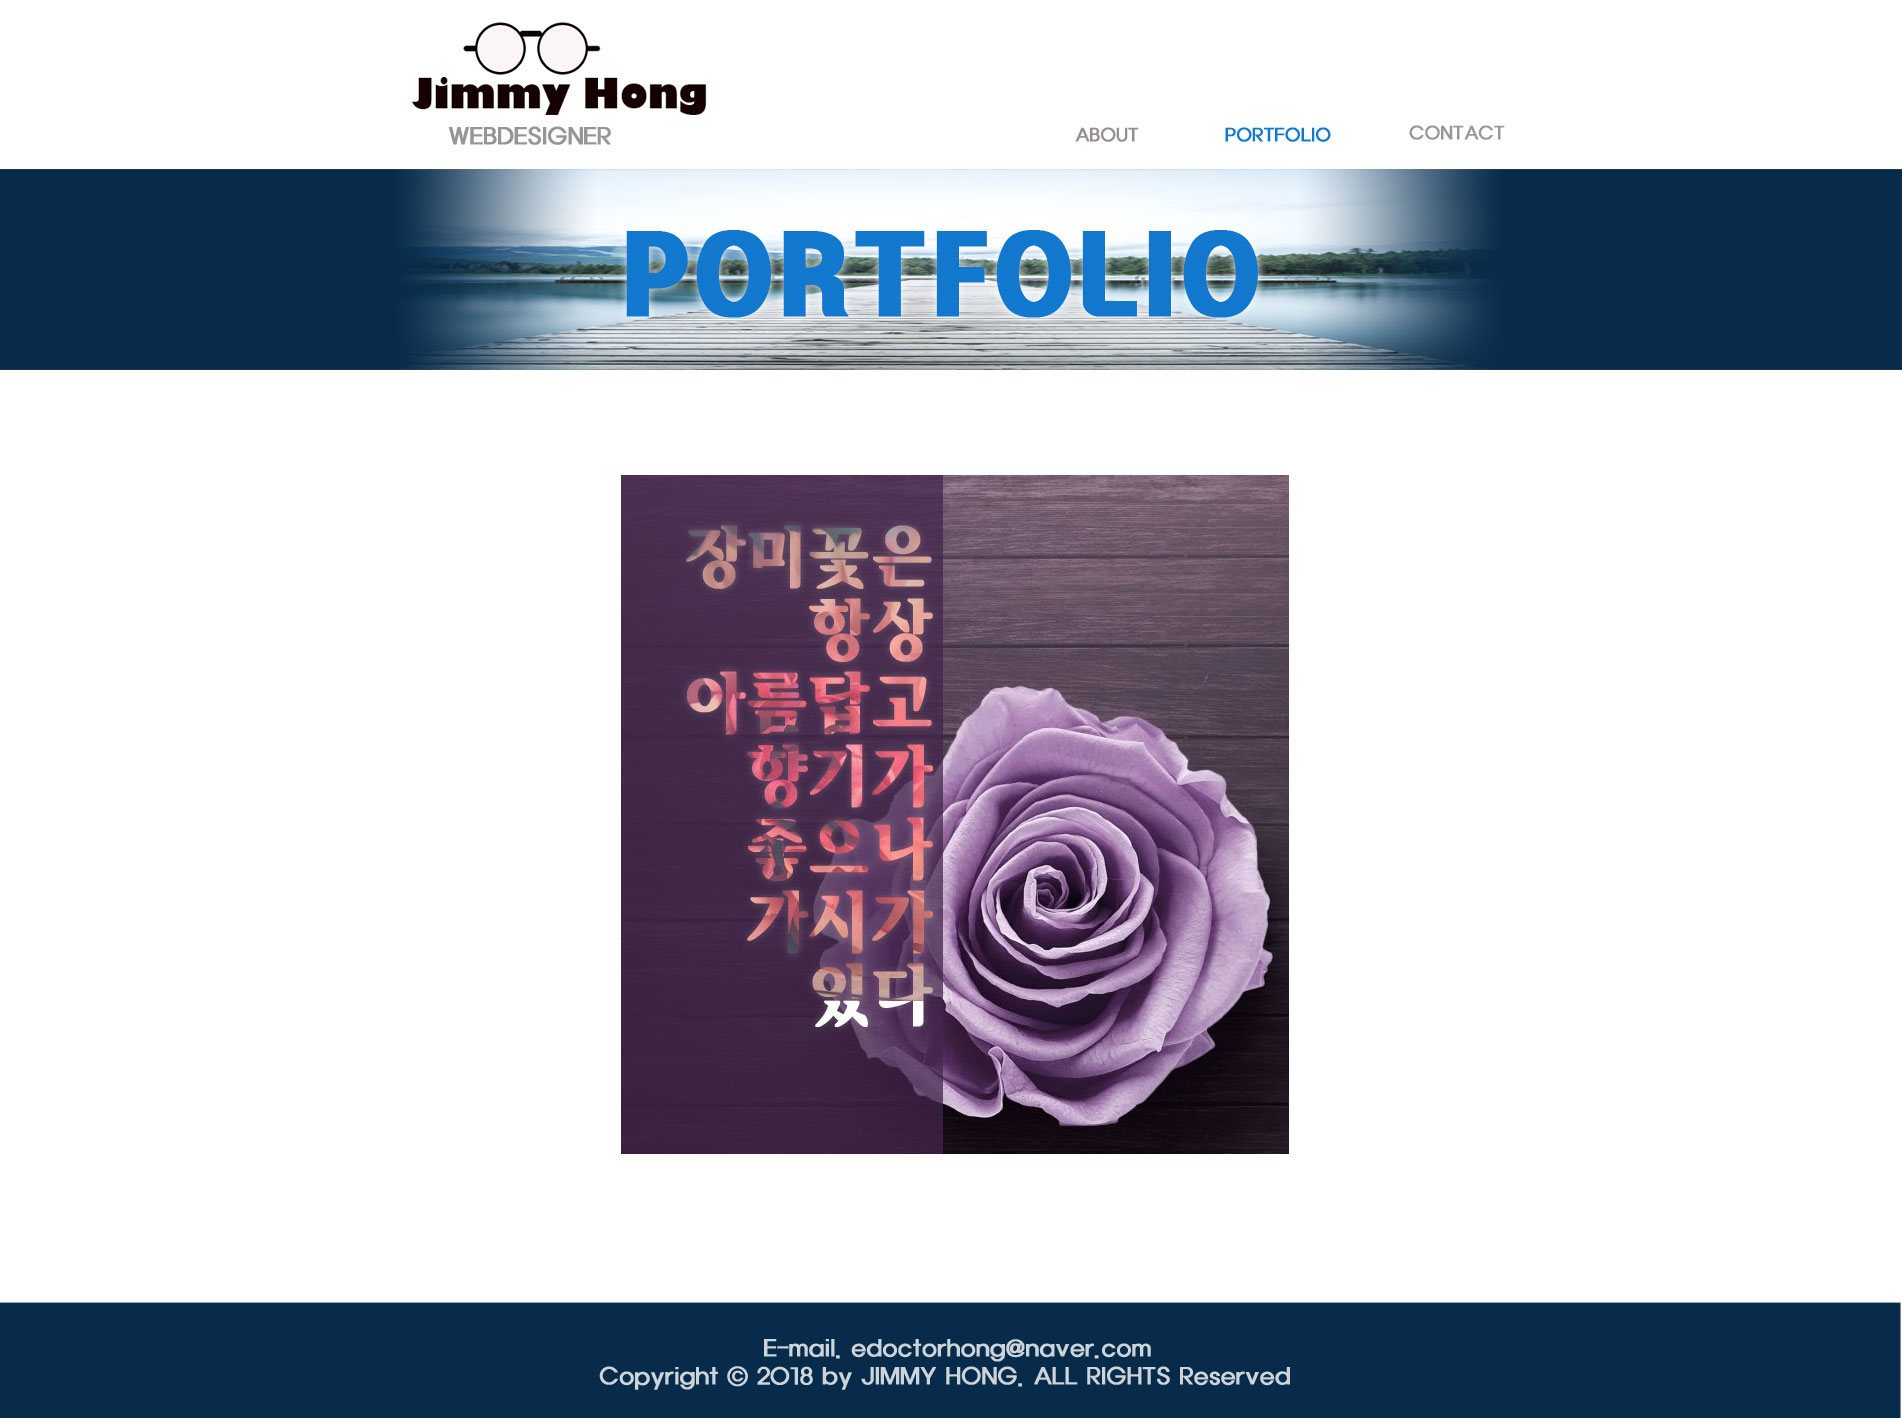 Jimmy Hong
WEBDESIGNER
ABOUT PORTFOLIO CONTACT
PORTFOLIO
장미꽃은
항상
아름답고
향기가
좋으나
가시가
있다
E-mail. edoctorhong@naver.com
Copyright © 2018 by JIMMY HONG. ALL RIGHTS Reserved